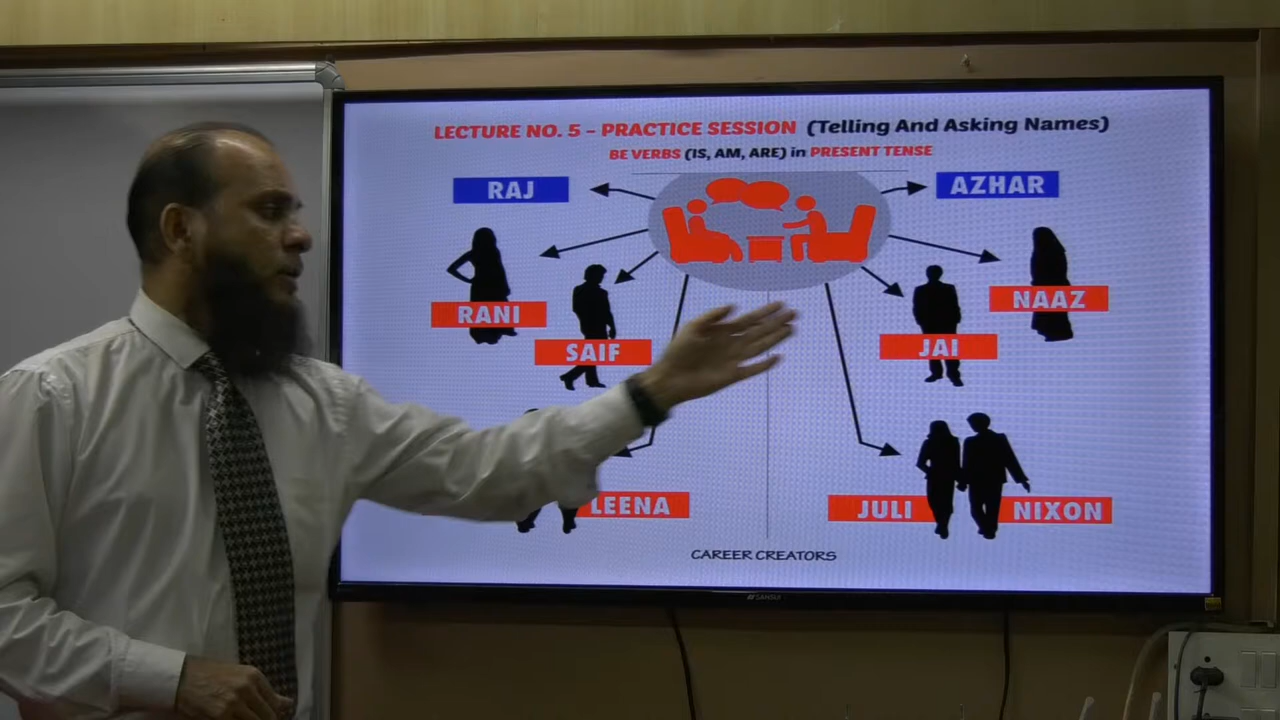 LECTURE NO. 5 – PRACTICE SESSION (Telling And Asking Names)
BE VERBS (IS, AM, ARE) in PRESENT TENSE
RAJ
AZHAR
RANI
NAAZ
SAIF
JAI
LEENA
JULI
NIXON
CAREER CREATORS
SANSUI